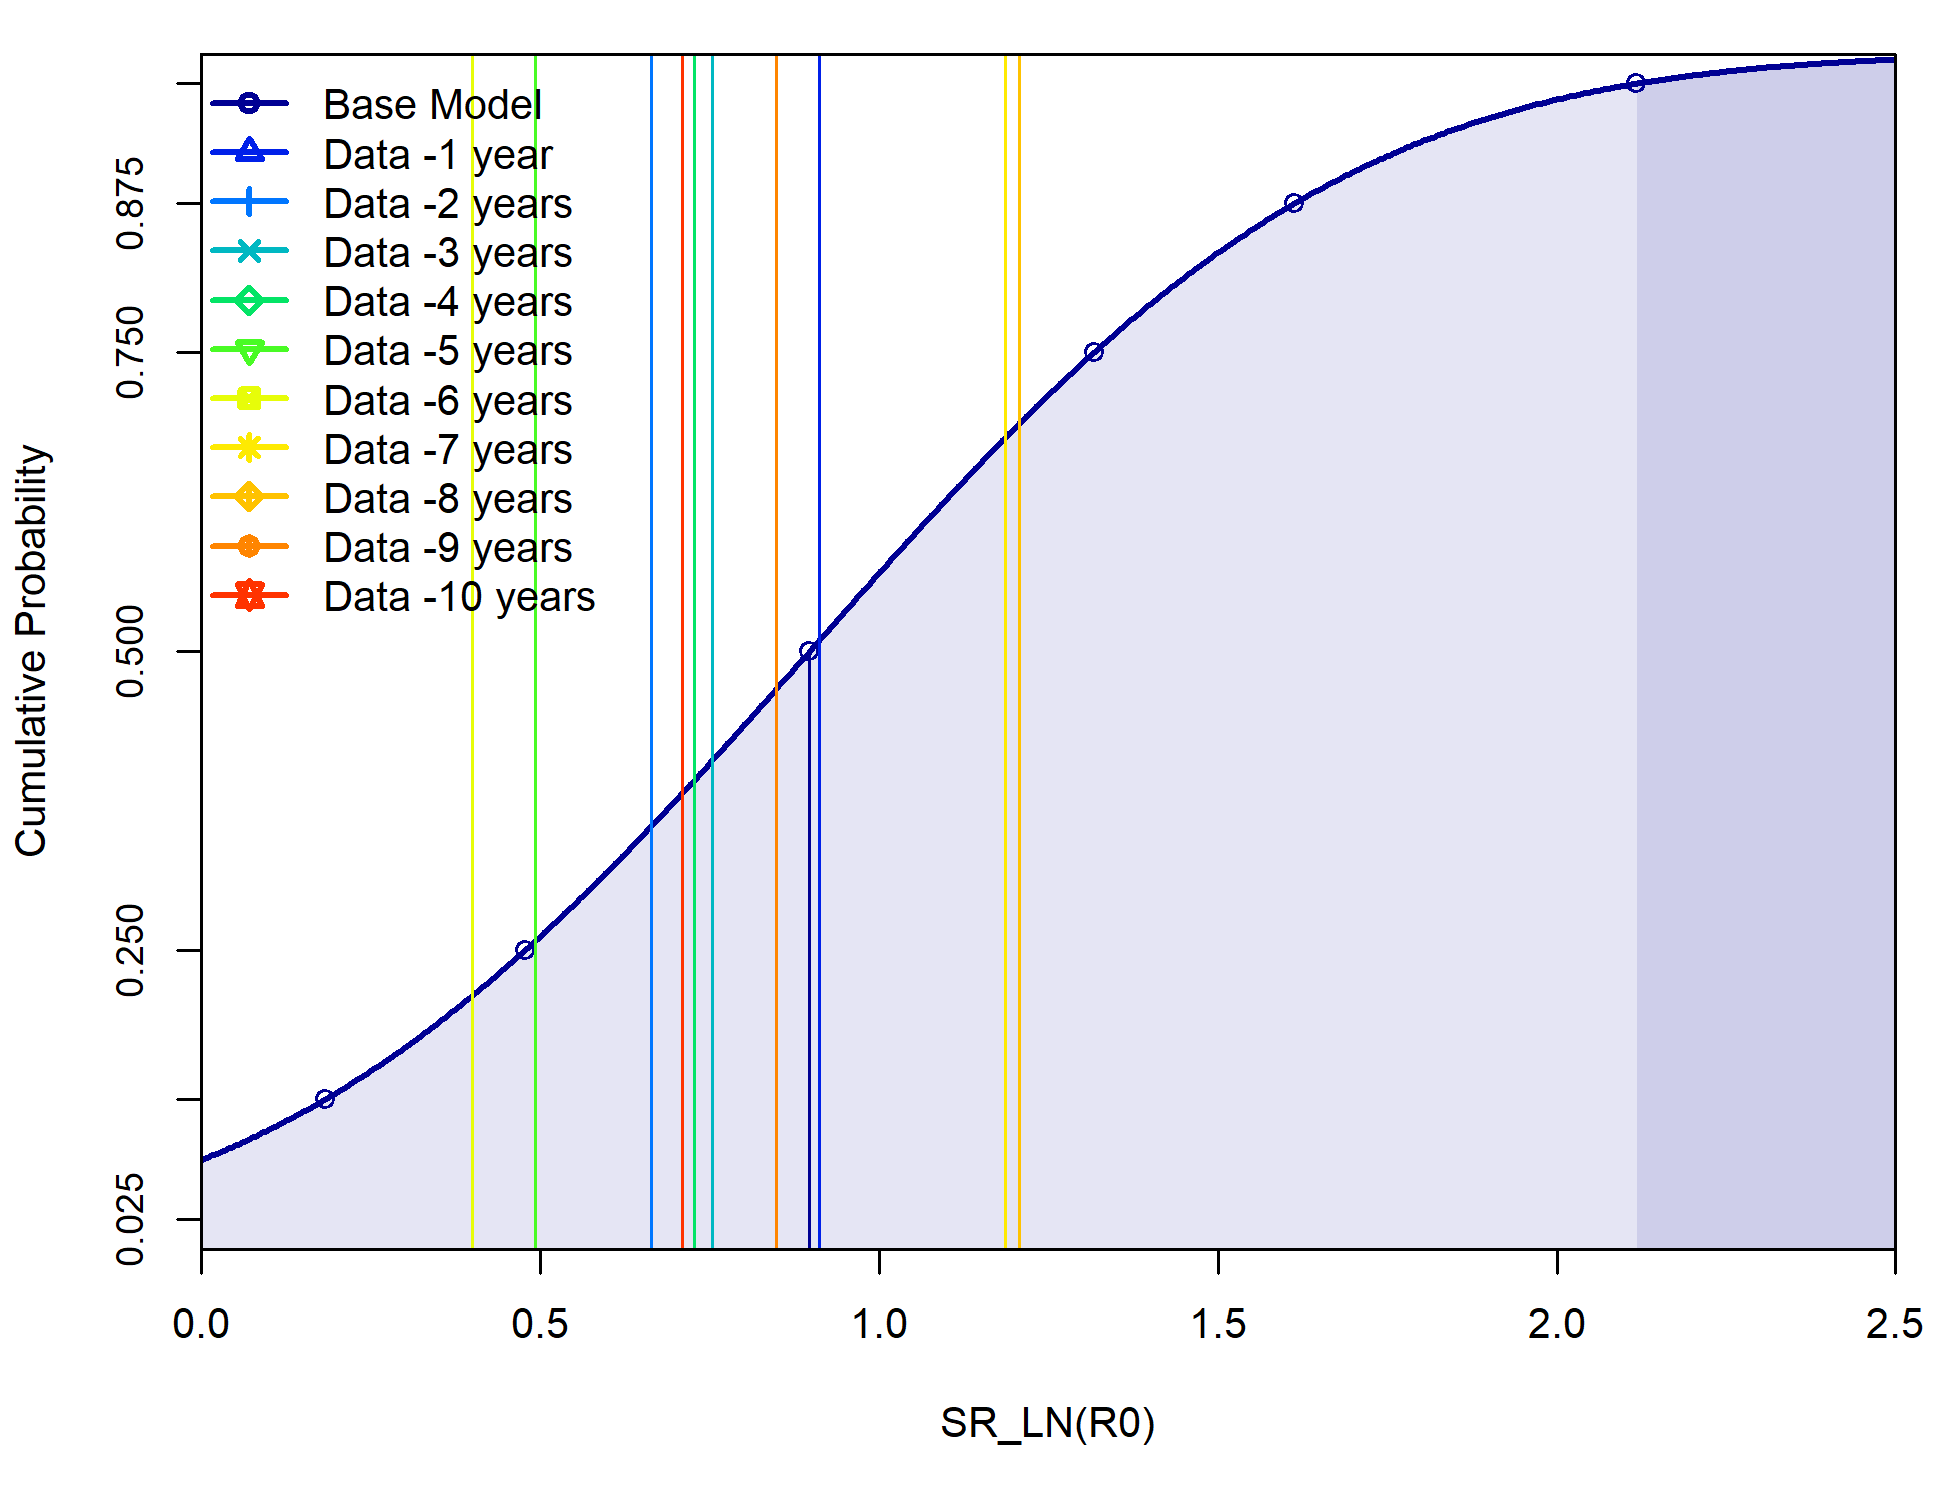 Base Model
Data -1 year
Data -2 years
Data -3 years
Data -4 years
Data -5 years
Data -6 years
Data -7 years
Data -8 years
Data -9 years
Data -10 years
Cumulative Probability
0.875
0.750
0.500
0.250
0.025
0.0 0.5 1.0 1.5 2.0 2.5
SR_LN(R0)